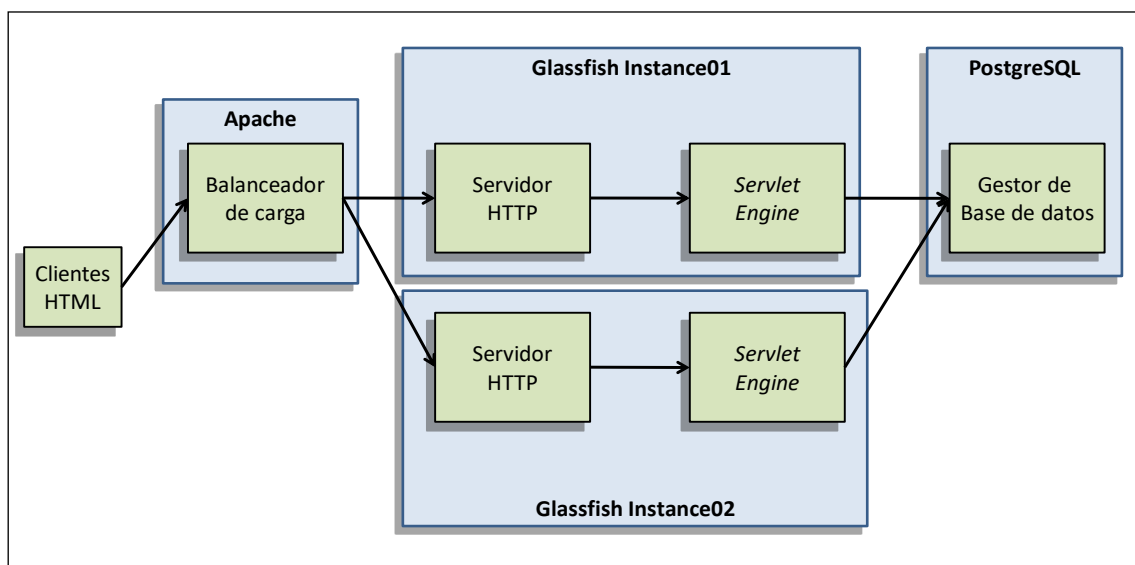 Glassfish Instance01
PostgreSQL
Apache
Balanceador
de carga
Servidor
HTTP
Servlet
Engine
Gestor de
Base de datos
Clientes
HTML
Servidor
HTTP
Servlet
Engine
Glassfish Instance02